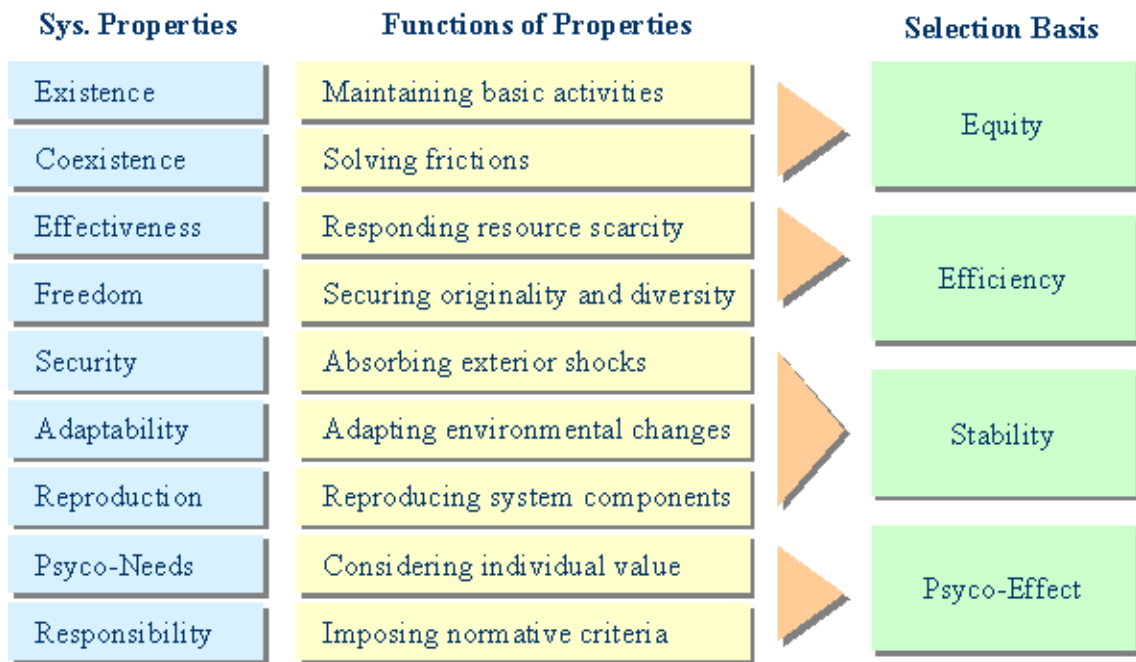 Sys. Properties Functions of Properties Selection Basis
Existence Maintaining basic activities
Equity
Coexistence Solving frictions
Effectiveness Responding resource scarcity
Efficiency
Freedom Securing originality and diversity
Security Absorbing exterior shocks
Adaptability Adapting environmental changes
Stability
Reproduction Reproducing system components
Psyco-Needs Considering individual value
Psyco-Effect
Responsibility Imposing normative criteria